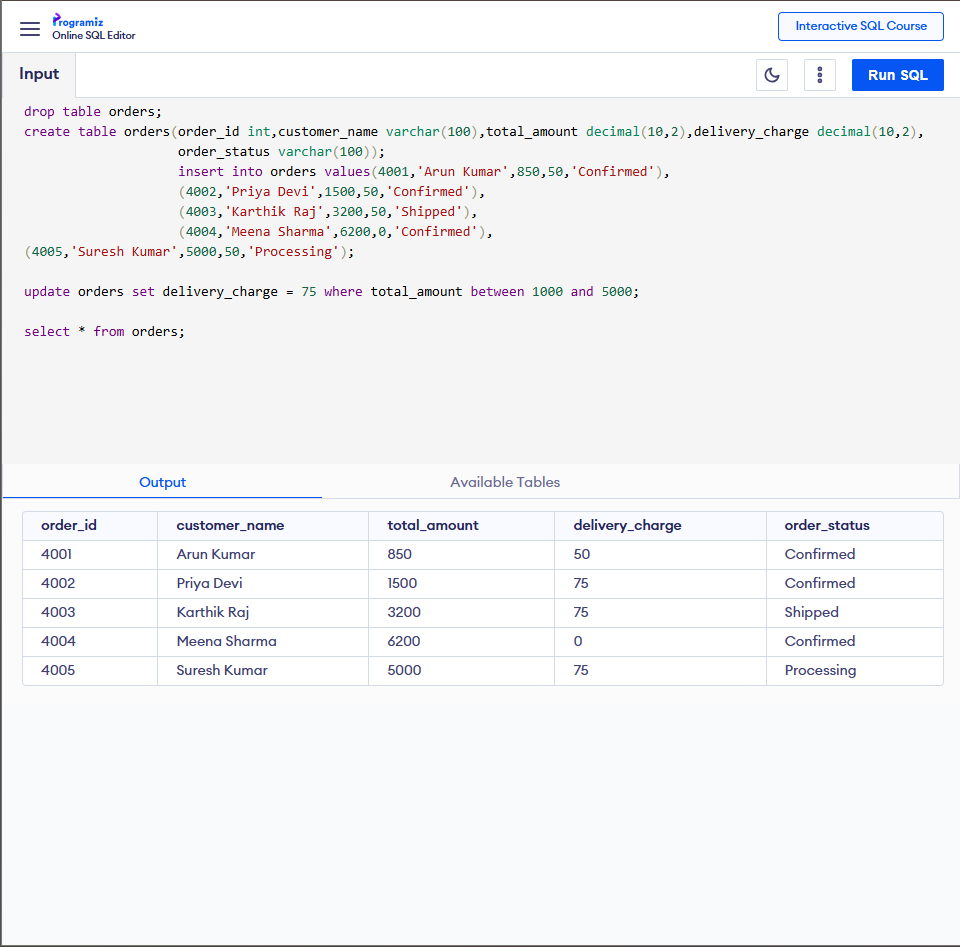 Programiz
Online SQL Editor
Interactive SQL Course
Input
Run SQL
drop table orders;
create table orders(order_id int,customer_name varchar(100),total_amount decimal(10,2),delivery_charge decimal(10,2),
order_status varchar(100));
insert into orders values(4001,'Arun Kumar',850,50,'Confirmed'),
(4002,'Priya Devi',1500,50,'Confirmed'),
(4003,'Karthik Raj',3200,50,'Shipped'),
(4004,'Meena Sharma',6200,0,'Confirmed'),
(4005,'Suresh Kumar',5000,50,'Processing');
update orders set delivery_charge = 75 where total_amount between 1000 and 5000;
select * from orders;
Output Available Tables
order_id customer_name total_amount delivery_charge order_status
4001 Arun Kumar 850 50 Confirmed
4002 Priya Devi 1500 75 Confirmed
4003 Karthik Raj 3200 75 Shipped
4004 Meena Sharma 6200 0 Confirmed
4005 Suresh Kumar 5000 75 Processing